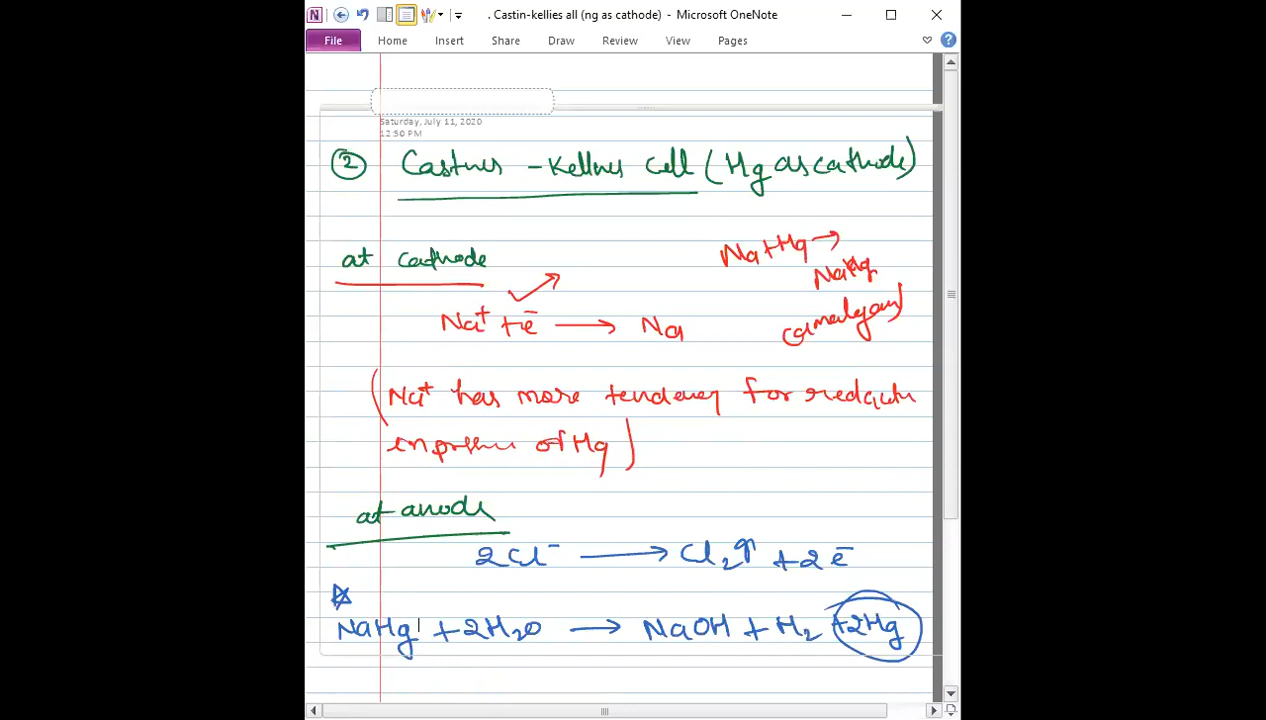 . Castin-kellies all (ng as cathode) - Microsoft OneNote
File Home Insert Share Draw Review View Pages
Saturday, July 11, 2020
12:50 PM
② Castner - Kellner Cell (Hg as cathode)
at cathode
Na + Hg →
NaHg
(amalgam)
Na⁺ + e⁻ → Na
(Na⁺ has more tendency for
of Hg)
at anode
2Cl⁻ → Cl₂↑ + 2e⁻
NaHg + 2H₂O → NaOH + H₂ + 2Hg